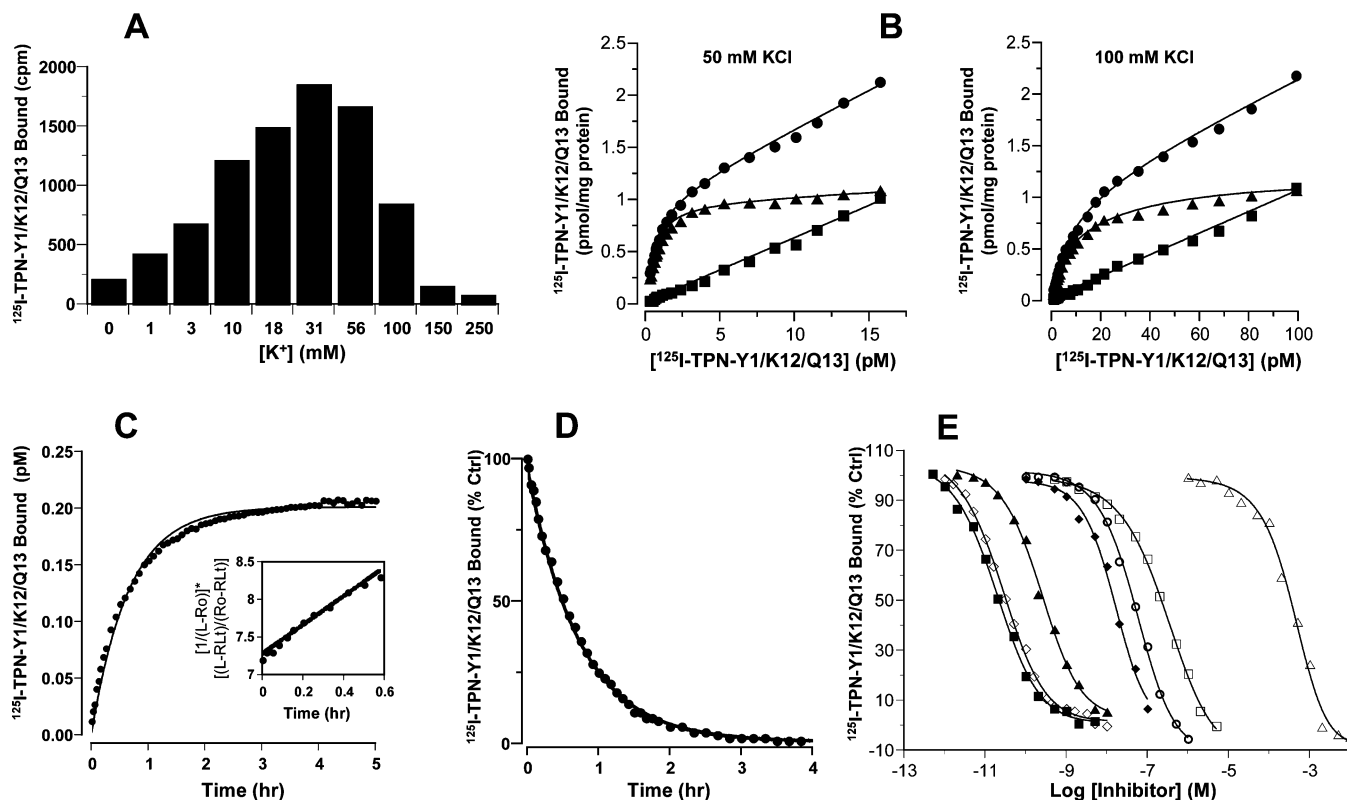 A
¹²⁵I-TPN-Y1/K12/Q13 Bound (cpm)
2000
1500
1000
500
0
0 1 3 10 18 31 56 100 150 250
[K⁺] (mM)
B
50 mM KCl
¹²⁵I-TPN-Y1/K12/Q13 Bound
(pmol/mg protein)
2.5
2
1.5
1
0.5
0
0 5 10 15
[¹²⁵I-TPN-Y1/K12/Q13] (pM)
100 mM KCl
¹²⁵I-TPN-Y1/K12/Q13 Bound
(pmol/mg protein)
2.5
2
1.5
1
0.5
0
0 20 40 60 80 100
[¹²⁵I-TPN-Y1/K12/Q13] (pM)
C
¹²⁵I-TPN-Y1/K12/Q13 Bound (pM)
0.25
0.20
0.15
0.10
0.05
0.00
0 1 2 3 4 5
Time (hr)
[1/(L-Ro)]*
[(L-RLt)/(Ro-RLt)]
8.5
8
7.5
7
0 0.2 0.4 0.6
Time (hr)
D
¹²⁵I-TPN-Y1/K12/Q13 Bound (% Ctrl)
100
50
0
0 1 2 3 4
Time (hr)
E
¹²⁵I-TPN-Y1/K12/Q13 Bound (% Ctrl)
110
90
70
50
30
10
-10
-13 -11 -9 -7 -5 -3
Log [Inhibitor] (M)